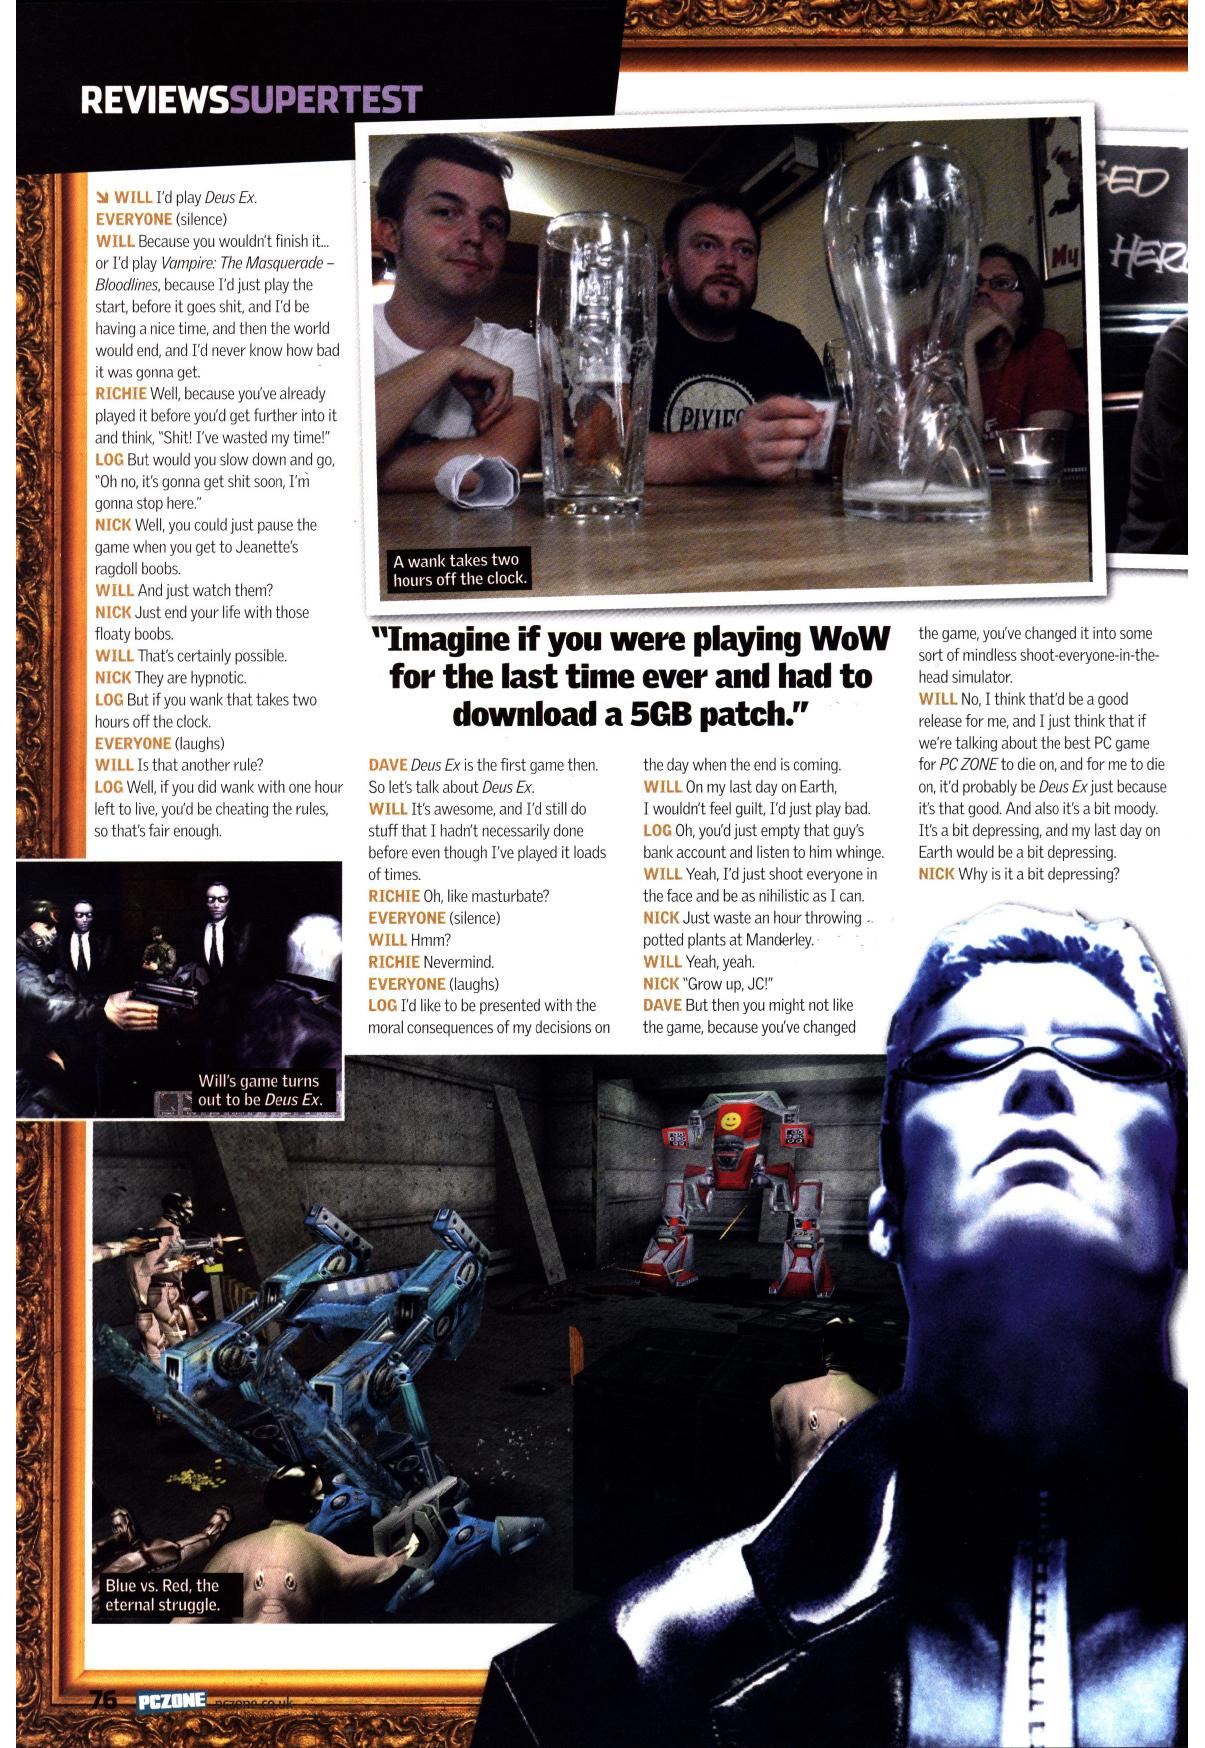 REVIEWSSUPERTEST
WILL I'd play Deus Ex.
EVERYONE (silence)
WILL Because you wouldn't finish it...
or I'd play Vampire: The Masquerade –
Bloodlines, because I'd just play the
start, before it goes shit, and I'd be
having a nice time, and then the world
would end, and I'd never know how bad
it was gonna get.
RICHIE Well, because you've already
played it before you'd get further into it
and think, "Shit! I've wasted my time!"
LOG But would you slow down and go,
"Oh no, it's gonna get shit soon, I'm
gonna stop here."
NICK Well, you could just pause the
game when you get to Jeanette's
ragdoll boobs.
WILL And just watch them?
NICK Just end your life with those
floaty boobs.
WILL That's certainly possible.
NICK They are hypnotic.
LOG But if you wank that takes two
hours off the clock.
EVERYONE (laughs)
WILL Is that another rule?
LOG Well, if you did wank with one hour
left to live, you'd be cheating the rules,
so that's fair enough.
PIXIES
My
SED
HERE
A wank takes two
hours off the clock.
"Imagine if you were playing WoW
for the last time ever and had to
download a 5GB patch."
DAVE Deus Ex is the first game then.
So let's talk about Deus Ex.
WILL It's awesome, and I'd still do
stuff that I hadn't necessarily done
before even though I've played it loads
of times.
RICHIE Oh, like masturbate?
EVERYONE (silence)
WILL Hmm?
RICHIE Nevermind.
EVERYONE (laughs)
LOG I'd like to be presented with the
moral consequences of my decisions on
the day when the end is coming.
WILL On my last day on Earth,
I wouldn't feel guilt, I'd just play bad.
LOG Oh, you'd just empty that guy's
bank account and listen to him whinge.
WILL Yeah, I'd just shoot everyone in
the face and be as nihilistic as I can.
NICK Just waste an hour throwing
potted plants at Manderley.
WILL Yeah, yeah.
NICK "Grow up, JC!"
DAVE But then you might not like
the game, because you've changed
the game, you've changed it into some
sort of mindless shoot-everyone-in-the-
head simulator.
WILL No, I think that'd be a good
release for me, and I just think that if
we're talking about the best PC game
for PC ZONE to die on, and for me to die
on, it'd probably be Deus Ex just because
it's that good. And also it's a bit moody.
It's a bit depressing, and my last day on
Earth would be a bit depressing.
NICK Why is it a bit depressing?
Will's game turns
out to be Deus Ex.
Blue vs. Red, the
eternal struggle.
76 PCZONE pczone.co.uk